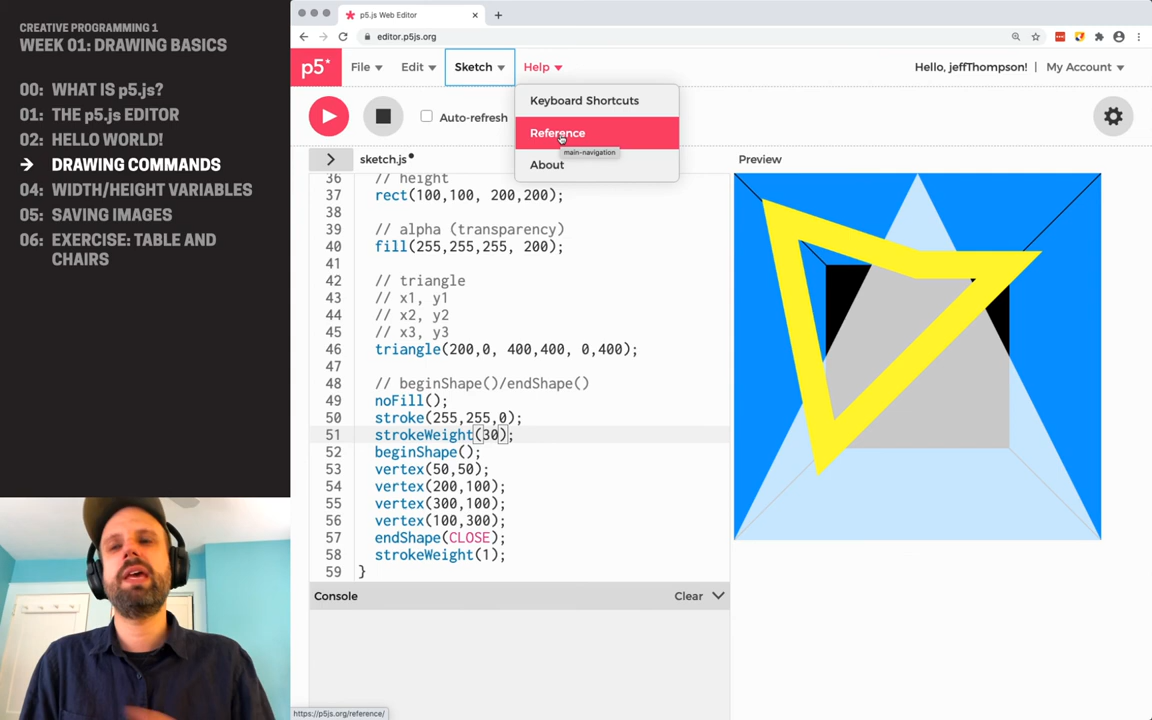 CREATIVE PROGRAMMING 1
WEEK 01: DRAWING BASICS
00: WHAT IS p5.js?
01: THE p5.js EDITOR
02: HELLO WORLD!
→ DRAWING COMMANDS
04: WIDTH/HEIGHT VARIABLES
05: SAVING IMAGES
06: EXERCISE: TABLE AND
CHAIRS
p5.js Web Editor
editor.p5js.org
p5*
File
Edit
Sketch
Help
Hello, jeffThompson!
My Account
Keyboard Shortcuts
Reference
main-navigation
About
Auto-refresh
sketch.js
Preview
36 // height
37 rect(100,100, 200,200);
38
39 // alpha (transparency)
40 fill(255,255,255, 200);
41
42 // triangle
43 // x1, y1
44 // x2, y2
45 // x3, y3
46 triangle(200,0, 400,400, 0,400);
47
48 // beginShape()/endShape()
49 noFill();
50 stroke(255,255,0);
51 strokeWeight(30);
52 beginShape();
53 vertex(50,50);
54 vertex(200,100);
55 vertex(300,100);
56 vertex(100,300);
57 endShape(CLOSE);
58 strokeWeight(1);
59 }
Console
Clear
https://p5js.org/reference/